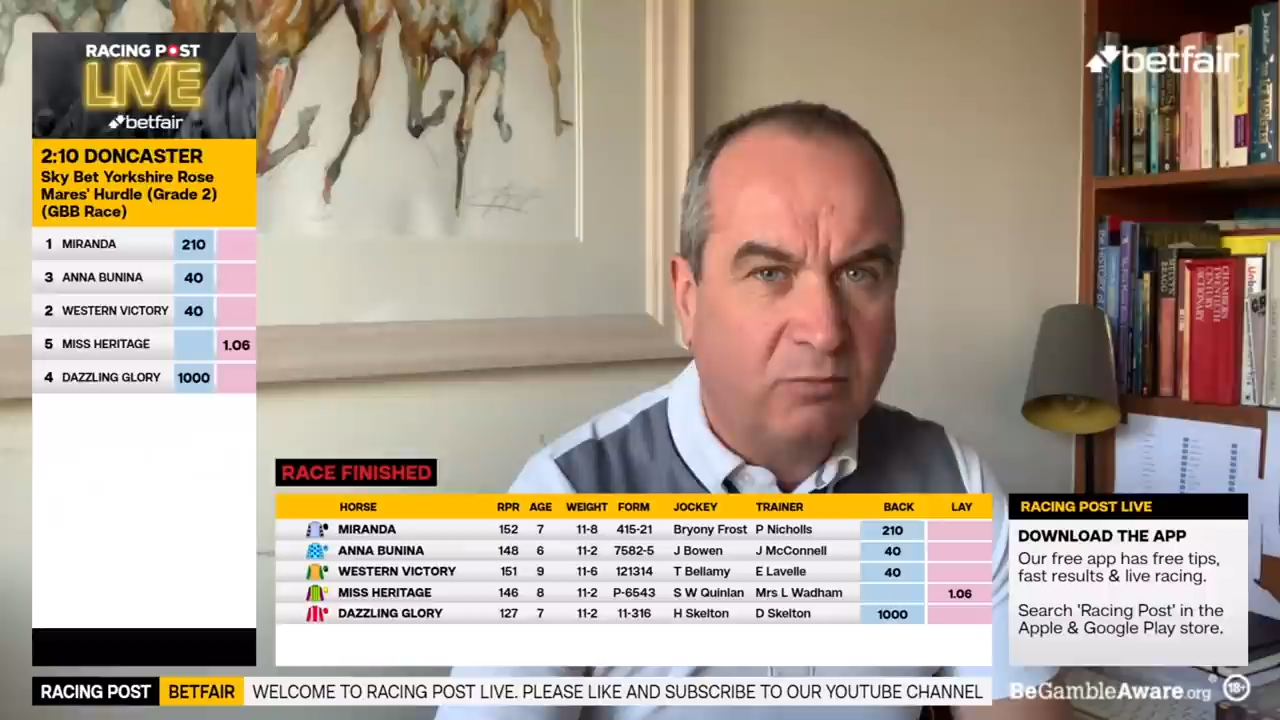 RACING POST
LIVE
betfair
2:10 DONCASTER
Sky Bet Yorkshire Rose
Mares' Hurdle (Grade 2)
(GBB Race)
1 MIRANDA 210
3 ANNA BUNINA 40
2 WESTERN VICTORY 40
5 MISS HERITAGE 1.06
4 DAZZLING GLORY 1000
betfair
CHAMBERS
TWENTIETH
CENTURY
DICTIONARY
RACE FINISHED
HORSE RPR AGE WEIGHT FORM JOCKEY TRAINER BACK LAY
MIRANDA 152 7 11-8 415-21 Bryony Frost P Nicholls 210
ANNA BUNINA 148 6 11-2 7582-5 J Bowen J McConnell 40
WESTERN VICTORY 151 9 11-6 121314 T Bellamy E Lavelle 40
MISS HERITAGE 146 8 11-2 P-6543 S W Quinlan Mrs L Wadham 1.06
DAZZLING GLORY 127 7 11-2 11-316 H Skelton D Skelton 1000
RACING POST LIVE
DOWNLOAD THE APP
Our free app has free tips,
fast results & live racing.
Search 'Racing Post' in the
Apple & Google Play store.
RACING POST BETFAIR WELCOME TO RACING POST LIVE. PLEASE LIKE AND SUBSCRIBE TO OUR YOUTUBE CHANNEL
BeGambleAware.org 18+